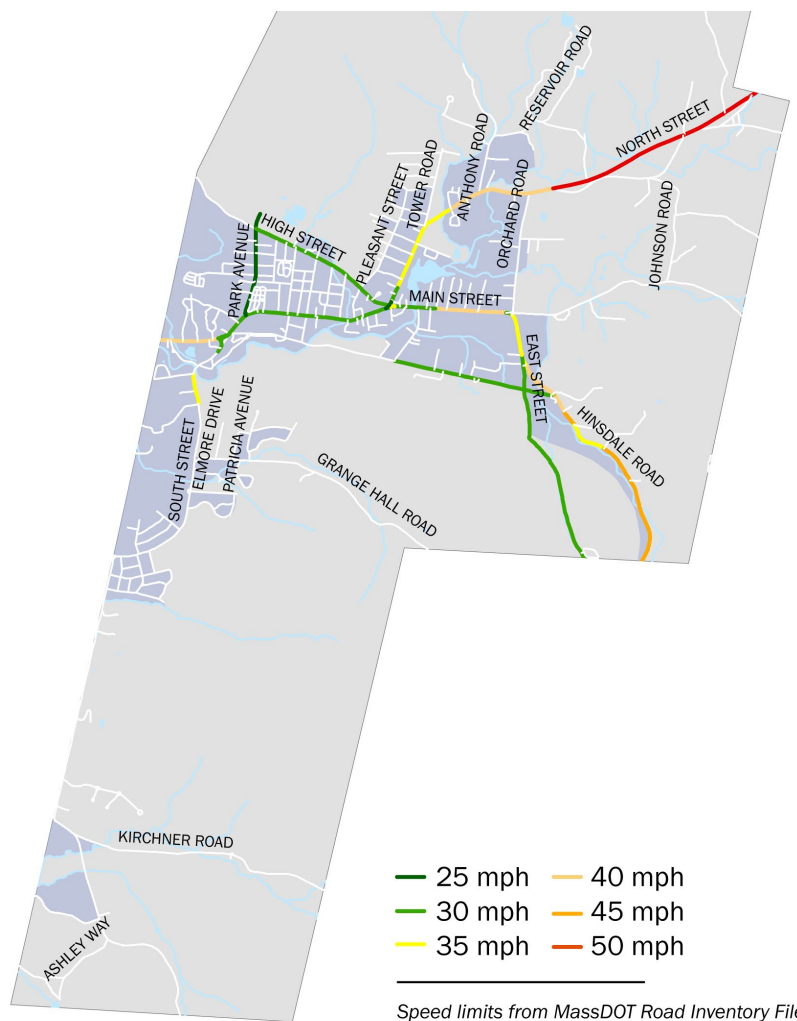 RESERVOIR ROAD
NORTH STREET
ANTHONY ROAD
TOWER ROAD
PLEASANT STREET
ORCHARD ROAD
JOHNSON ROAD
HIGH STREET
PARK AVENUE
MAIN STREET
EAST STREET
HINSDALE ROAD
ELMORE DRIVE
PATRICIA AVENUE
SOUTH STREET
GRANGE HALL ROAD
KIRCHNER ROAD
ASHLEY WAY
25 mph
40 mph
30 mph
45 mph
35 mph
50 mph
Speed limits from MassDOT Road Inventory File